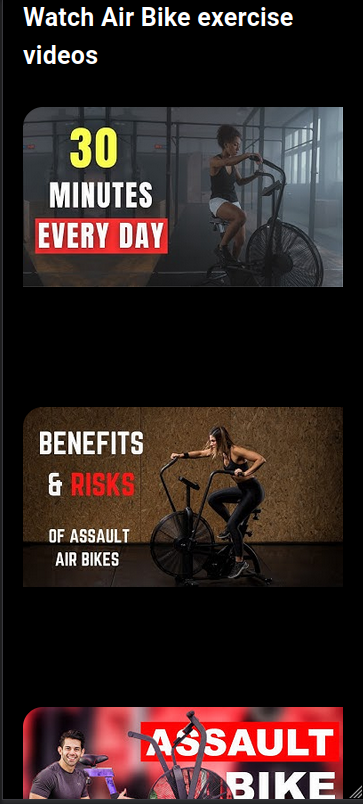 Watch Air Bike exercise
videos
30
MINUTES
EVERY DAY
BENEFITS
& RISKS
OF ASSAULT
AIR BIKES
ASSAULT
BIKE